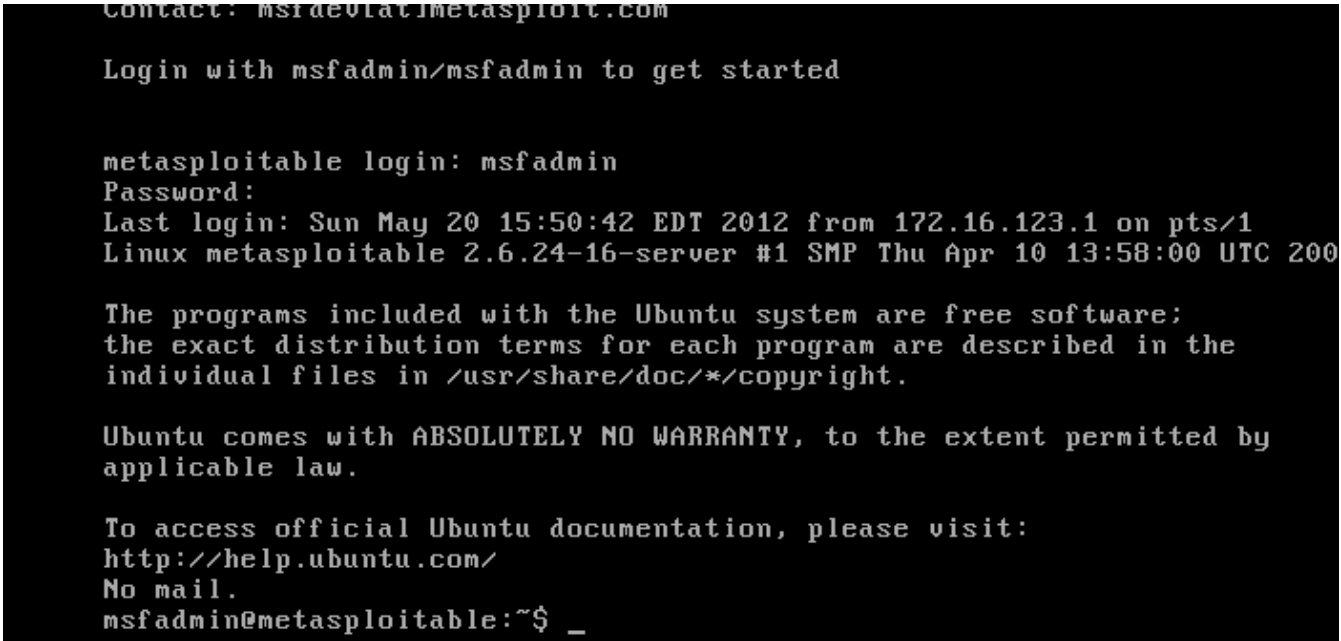 Contact: msfdev[at]metasploit.com
Login with msfadmin/msfadmin to get started
metasploitable login: msfadmin
Password:
Last login: Sun May 20 15:50:42 EDT 2012 from 172.16.123.1 on pts/1
Linux metasploitable 2.6.24-16-server #1 SMP Thu Apr 10 13:58:00 UTC 200
The programs included with the Ubuntu system are free software;
the exact distribution terms for each program are described in the
individual files in /usr/share/doc/*/copyright.
Ubuntu comes with ABSOLUTELY NO WARRANTY, to the extent permitted by
applicable law.
To access official Ubuntu documentation, please visit:
http://help.ubuntu.com/
No mail.
msfadmin@metasploitable:~$ _